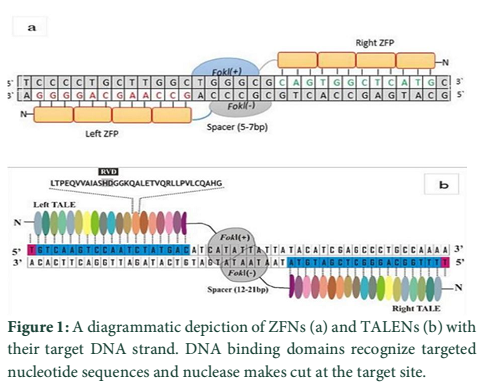 a
Right ZFP
FokI(+)
N
5' T C C C C T G C T T G G C T G G G C G C A G T G G C T C A T G C 3'
3' A G G G G A C G A A C C G A C C C G C G T C A C C G A G T A C G 5'
FokI(-)
N
Left ZFP
Spacer (5-7bp)
b
RVD
LTPEQVVAIASHDGGKQALETVQRLLPVLCQAHG
Left TALE
N
FokI(+)
5' T G T C A A G T C C A A T C T A T G A C A T C A T A T T A T T A T A C A T C G A G C C C T G C C A A A A 3'
3' A C A C T T C A G G T T A G A T A C T G T A G T A T A A T A A T A T G T A G C T C G G G A C G G T T T T 5'
FokI(-)
Spacer (12-21bp)
N
Right TALE
Figure 1: A diagrammatic depiction of ZFNs (a) and TALENs (b) with
their target DNA strand. DNA binding domains recognize targeted
nucleotide sequences and nuclease makes cut at the target site.